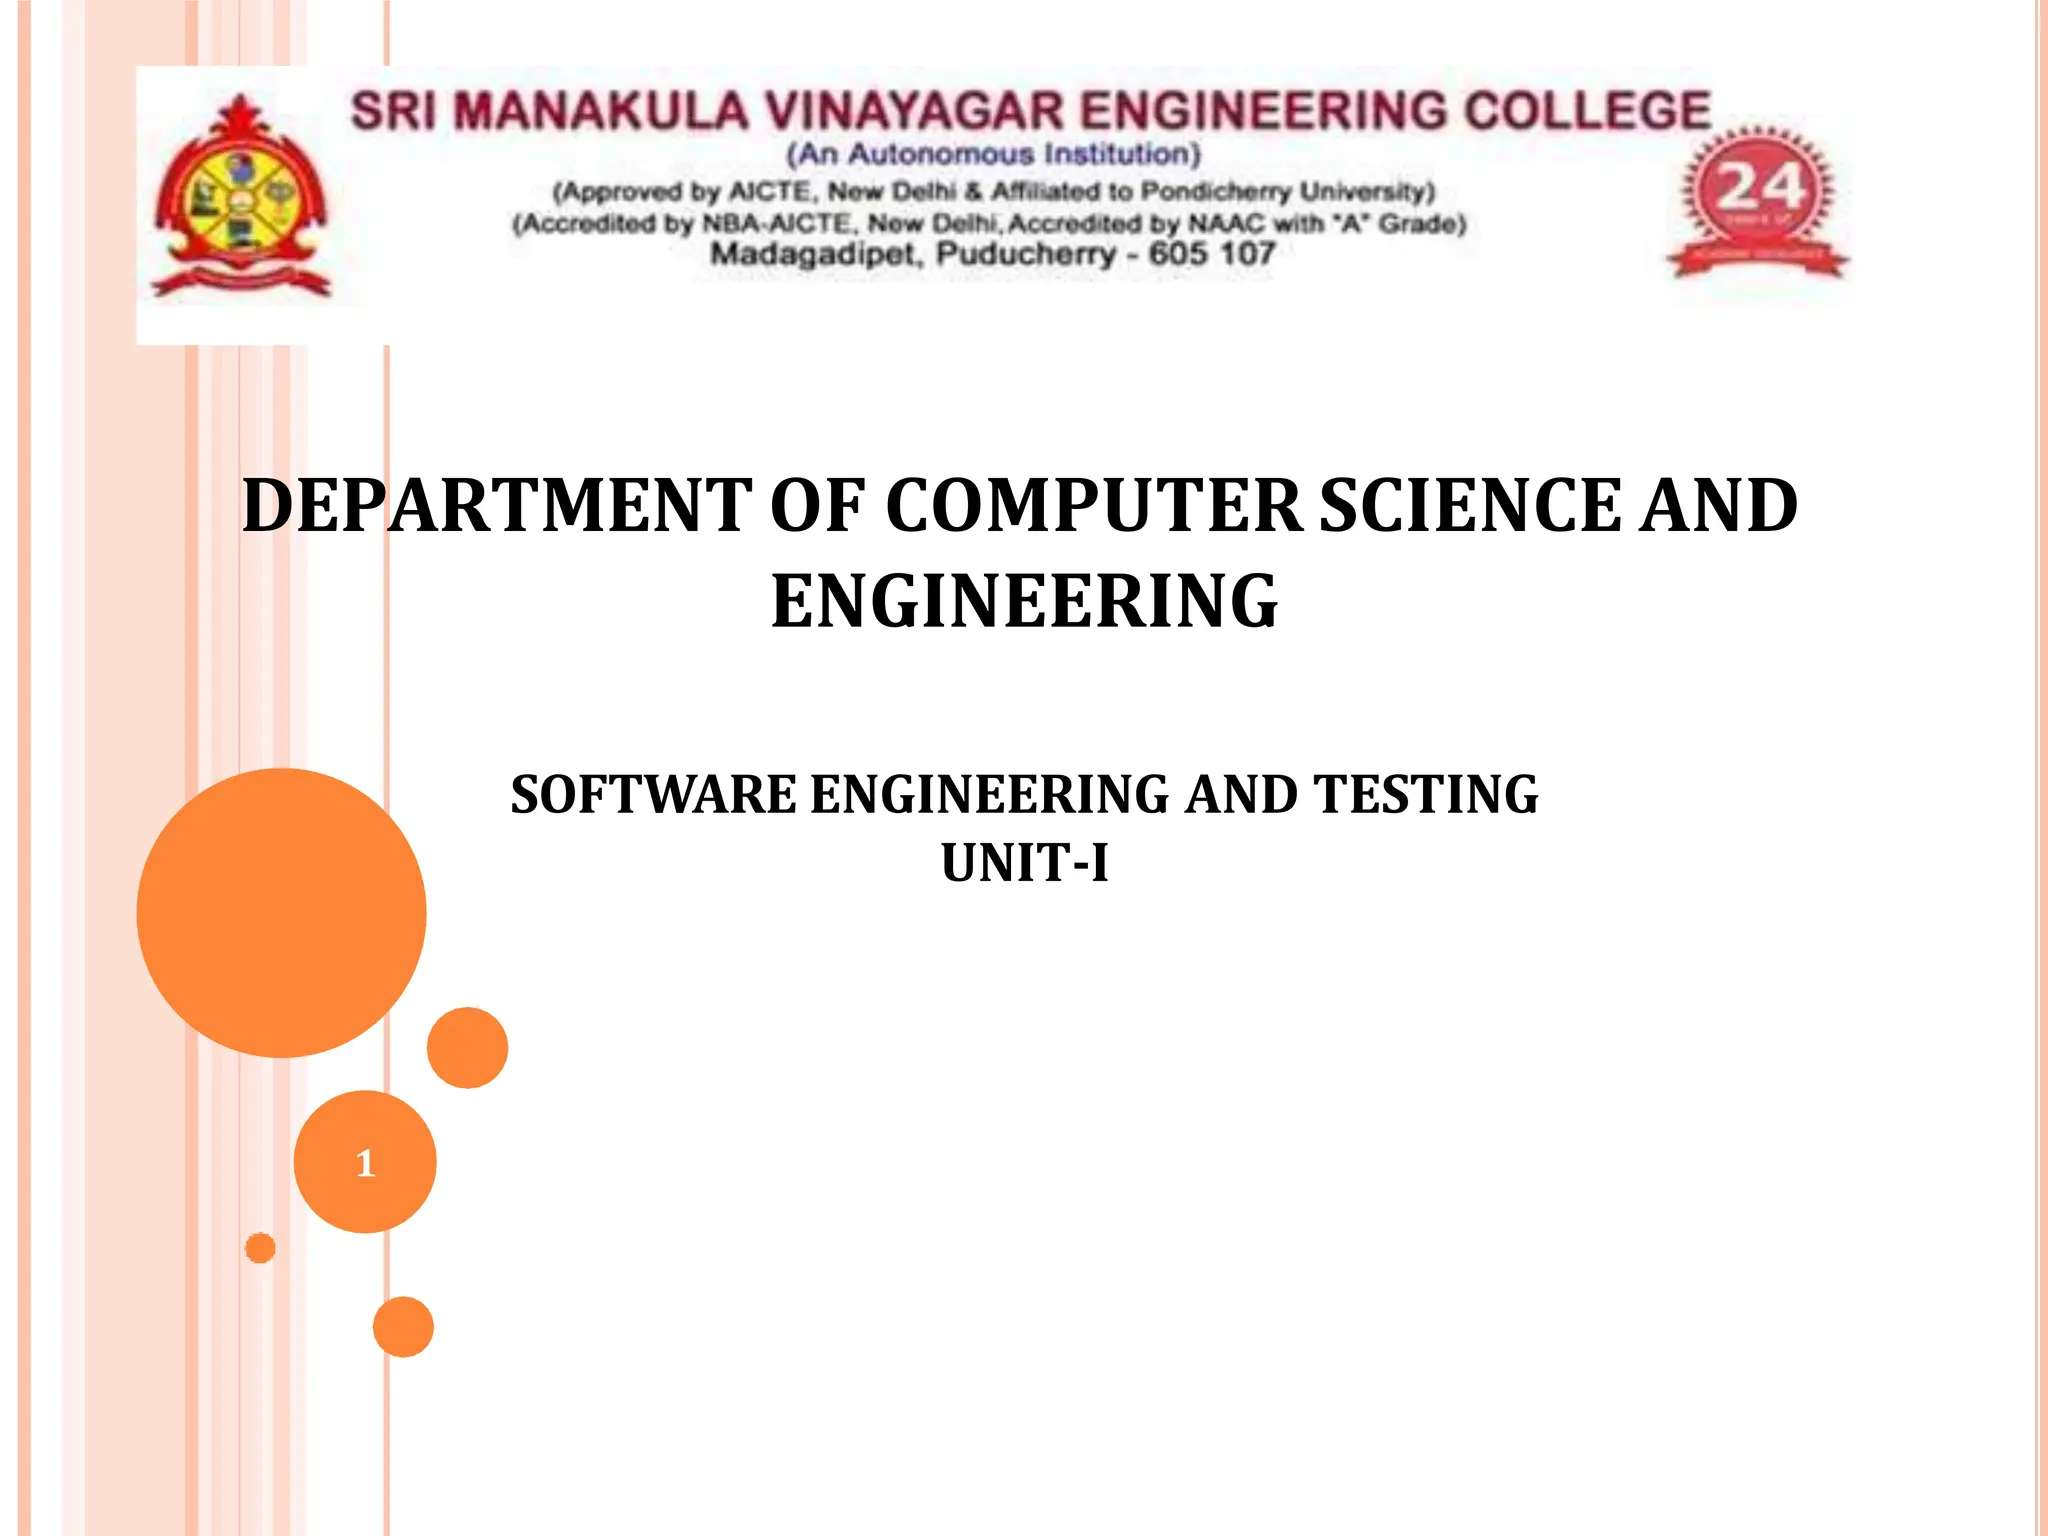 SRI MANAKULA VINAYAGAR ENGINEERING COLLEGE
(An Autonomous Institution)
(Approved by AICTE, New Delhi & Affiliated to Pondicherry University)
(Accredited by NBA-AICTE, New Delhi, Accredited by NAAC with "A" Grade)
Madagadipet, Puducherry - 605 107
24
DEPARTMENT OF COMPUTER SCIENCE AND
ENGINEERING
SOFTWARE ENGINEERING AND TESTING
UNIT-I
1